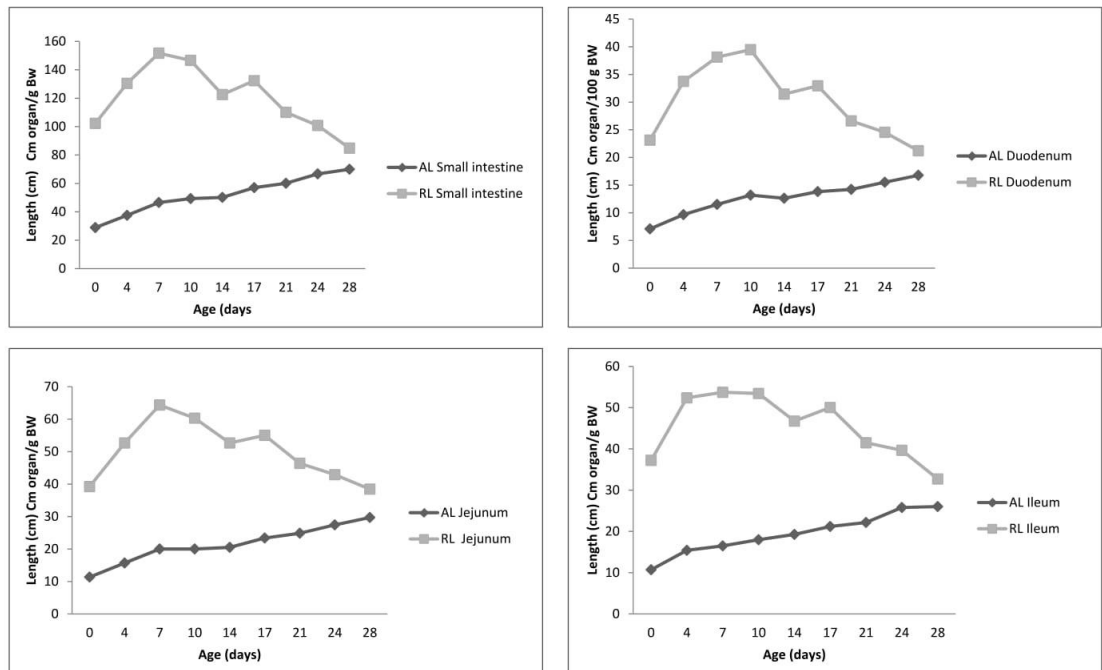 160
140
120
100
80
60
40
20
0
Length (cm) Cm organ/g Bw
0 4 7 10 14 17 21 24 28
Age (days
AL Small intestine
RL Small intestine
45
40
35
30
25
20
15
10
5
0
Length (cm) Cm organ/100 g BW
0 4 7 10 14 17 21 24 28
Age (days)
AL Duodenum
RL Duodenum
70
60
50
40
30
20
10
0
Length (cm) Cm organ/g BW
0 4 7 10 14 17 21 24 28
Age (days)
AL Jejunum
RL Jejunum
60
50
40
30
20
10
0
Length (cm) Cm organ/g BW
0 4 7 10 14 17 21 24 28
Age (days)
AL Ileum
RL Ileum